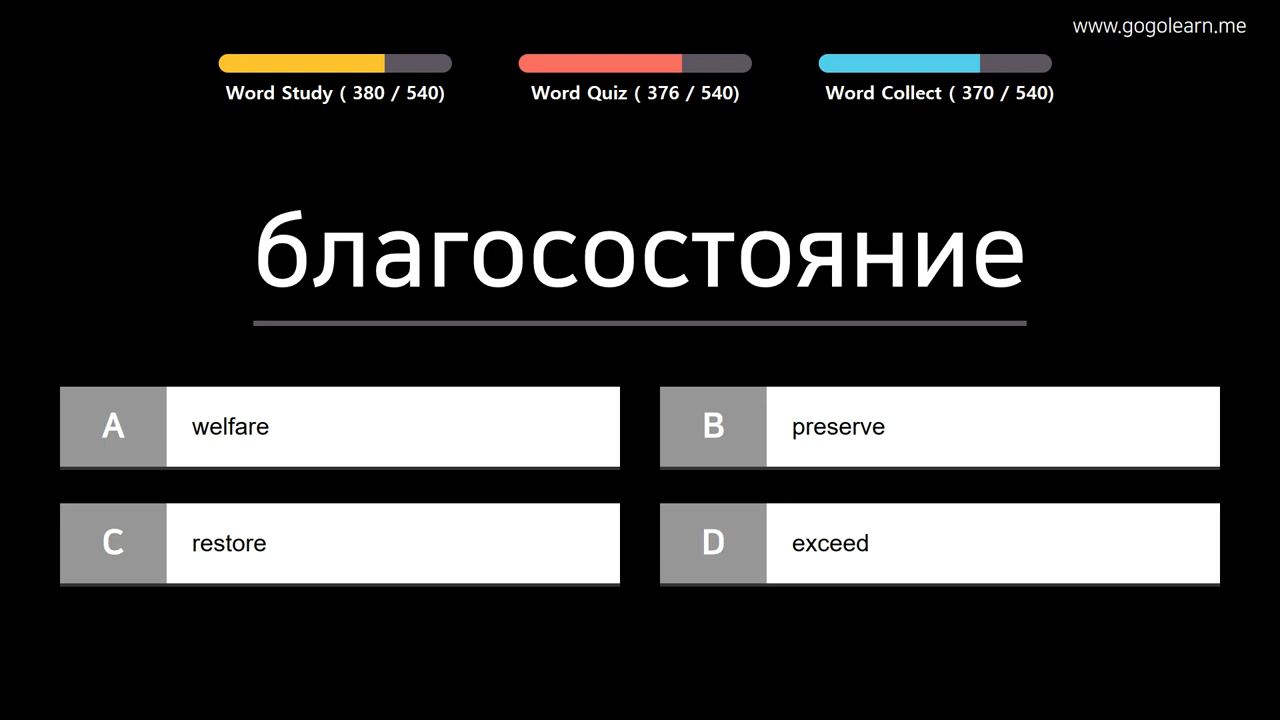 www.gogolearn.me
Word Study ( 380 / 540)
Word Quiz ( 376 / 540)
Word Collect ( 370 / 540)
благосостояние
A welfare
B preserve
C restore
D exceed